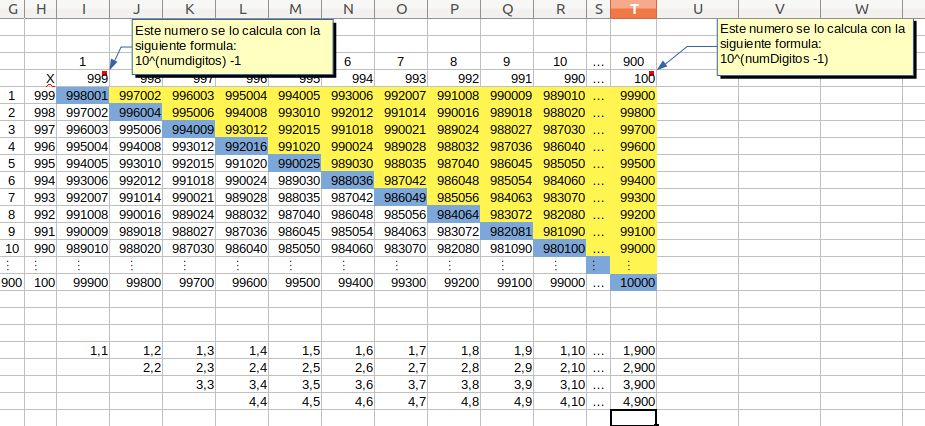 G H I J K L M N O P Q R S T U V W
Este numero se lo calcula con la
siguiente formula:
10^(numdigitos) -1
Este numero se lo calcula con la
siguiente formula:
10^(numDigitos -1)
1 6 7 8 9 10 … 900
X 999 998 997 996 995 994 993 992 991 990 … 100
1 999 998001 997002 996003 995004 994005 993006 992007 991008 990009 989010 … 99900
2 998 997002 996004 995006 994008 993010 992012 991014 990016 989018 988020 … 99800
3 997 996003 995006 994009 993012 992015 991018 990021 989024 988027 987030 … 99700
4 996 995004 994008 993012 992016 991020 990024 989028 988032 987036 986040 … 99600
5 995 994005 993010 992015 991020 990025 989030 988035 987040 986045 985050 … 99500
6 994 993006 992012 991018 990024 989030 988036 987042 986048 985054 984060 … 99400
7 993 992007 991014 990021 989028 988035 987042 986049 985056 984063 983070 … 99300
8 992 991008 990016 989024 988032 987040 986048 985056 984064 983072 982080 … 99200
9 991 990009 989018 988027 987036 986045 985054 984063 983072 982081 981090 … 99100
10 990 989010 988020 987030 986040 985050 984060 983070 982080 981090 980100 … 99000
⋮ ⋮ ⋮ ⋮ ⋮ ⋮ ⋮ ⋮ ⋮ ⋮ ⋮ ⋮ ⋮ ⋮
900 100 99900 99800 99700 99600 99500 99400 99300 99200 99100 99000 … 10000
1,1 1,2 1,3 1,4 1,5 1,6 1,7 1,8 1,9 1,10 … 1,900
2,2 2,3 2,4 2,5 2,6 2,7 2,8 2,9 2,10 … 2,900
3,3 3,4 3,5 3,6 3,7 3,8 3,9 3,10 … 3,900
4,4 4,5 4,6 4,7 4,8 4,9 4,10 … 4,900